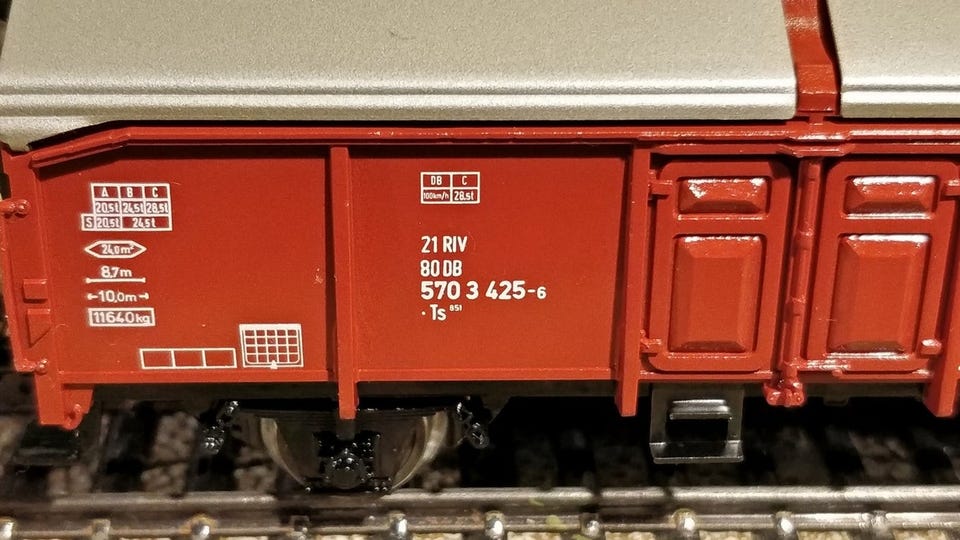 A B C
20,5t 24,5t 28,5t
S 20,5t 24,5t
24,0m²
8,7m
10,0m
11640kg
DB C
100km/h 28,5t
21 RIV
80 DB
570 3 425-6
· Ts 851